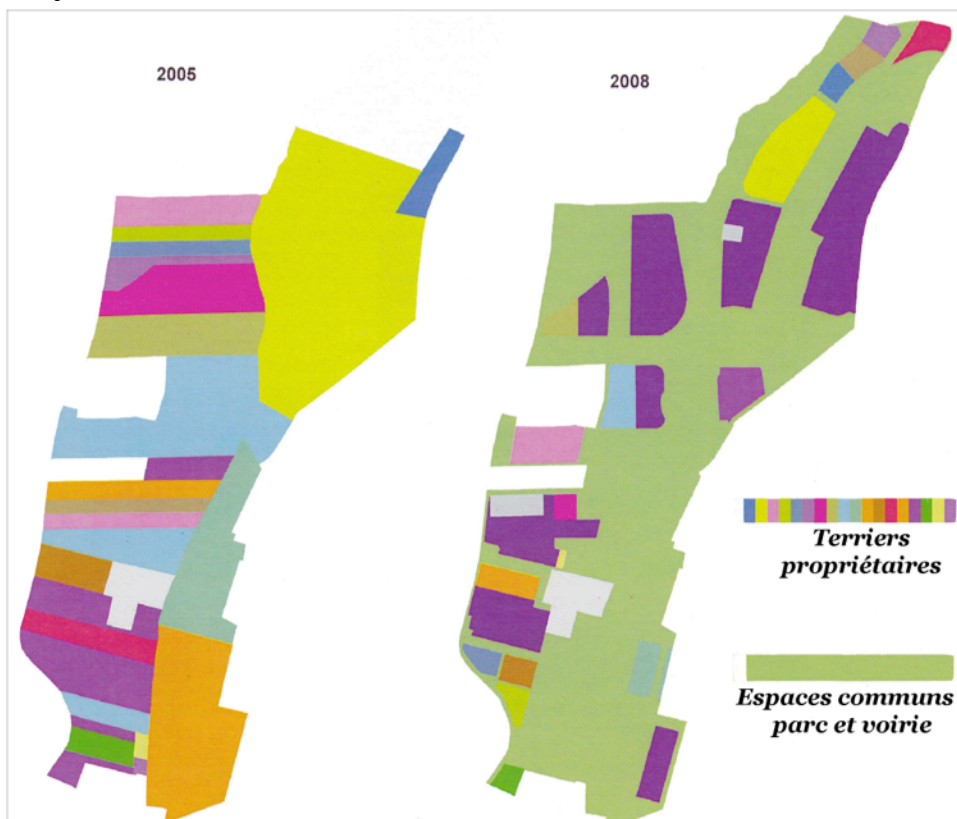 2005
2008
Terriers
propriétaires
Espaces communs
parc et voirie